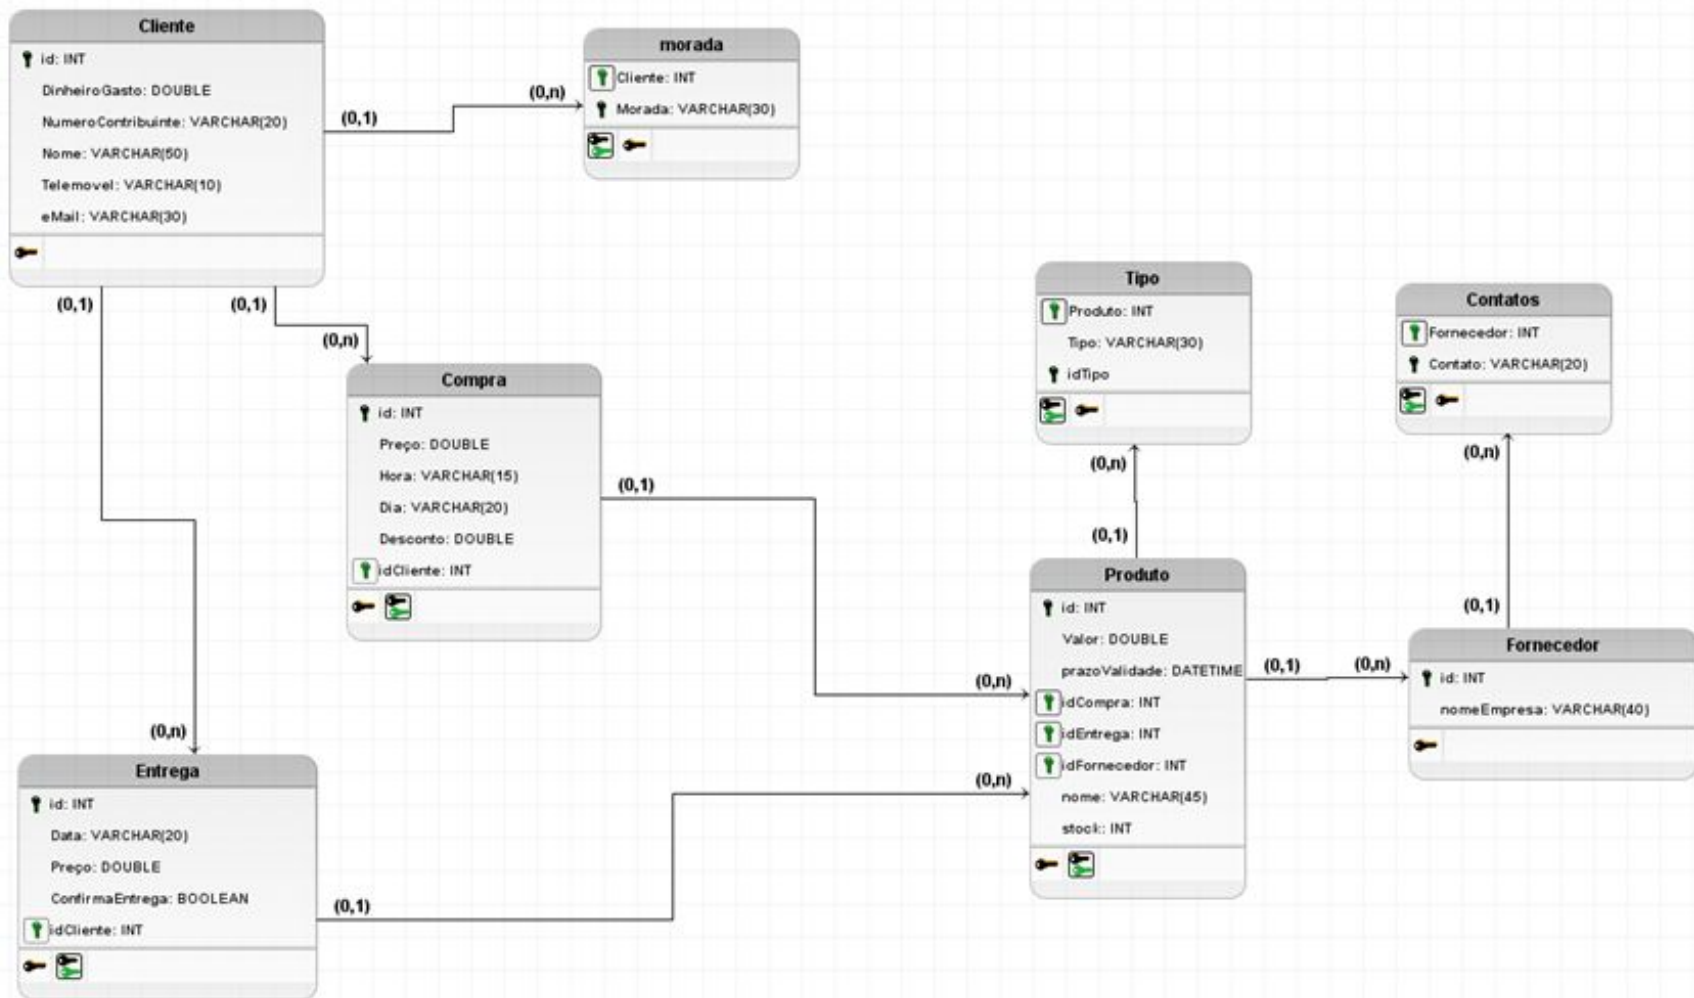 Cliente
id: INT
DinheiroGasto: DOUBLE
NumeroContribuinte: VARCHAR(20)
Nome: VARCHAR(50)
Telemovel: VARCHAR(10)
eMail: VARCHAR(30)
(0,1)
(0,n)
morada
Cliente: INT
Morada: VARCHAR(30)
(0,1)
(0,1)
(0,n)
Compra
id: INT
Preço: DOUBLE
Hora: VARCHAR(15)
Dia: VARCHAR(20)
Desconto: DOUBLE
idCliente: INT
(0,1)
(0,n)
Tipo
Produto: INT
Tipo: VARCHAR(30)
idTipo
(0,n)
(0,1)
Contatos
Fornecedor: INT
Contato: VARCHAR(20)
(0,n)
(0,1)
Produto
id: INT
Valor: DOUBLE
prazoValidade: DATETIME
idCompra: INT
idEntrega: INT
idFornecedor: INT
nome: VARCHAR(45)
stock: INT
(0,1)
(0,n)
Fornecedor
id: INT
nomeEmpresa: VARCHAR(40)
(0,n)
Entrega
id: INT
Data: VARCHAR(20)
Preço: DOUBLE
ConfirmaEntrega: BOOLEAN
idCliente: INT
(0,1)
(0,n)